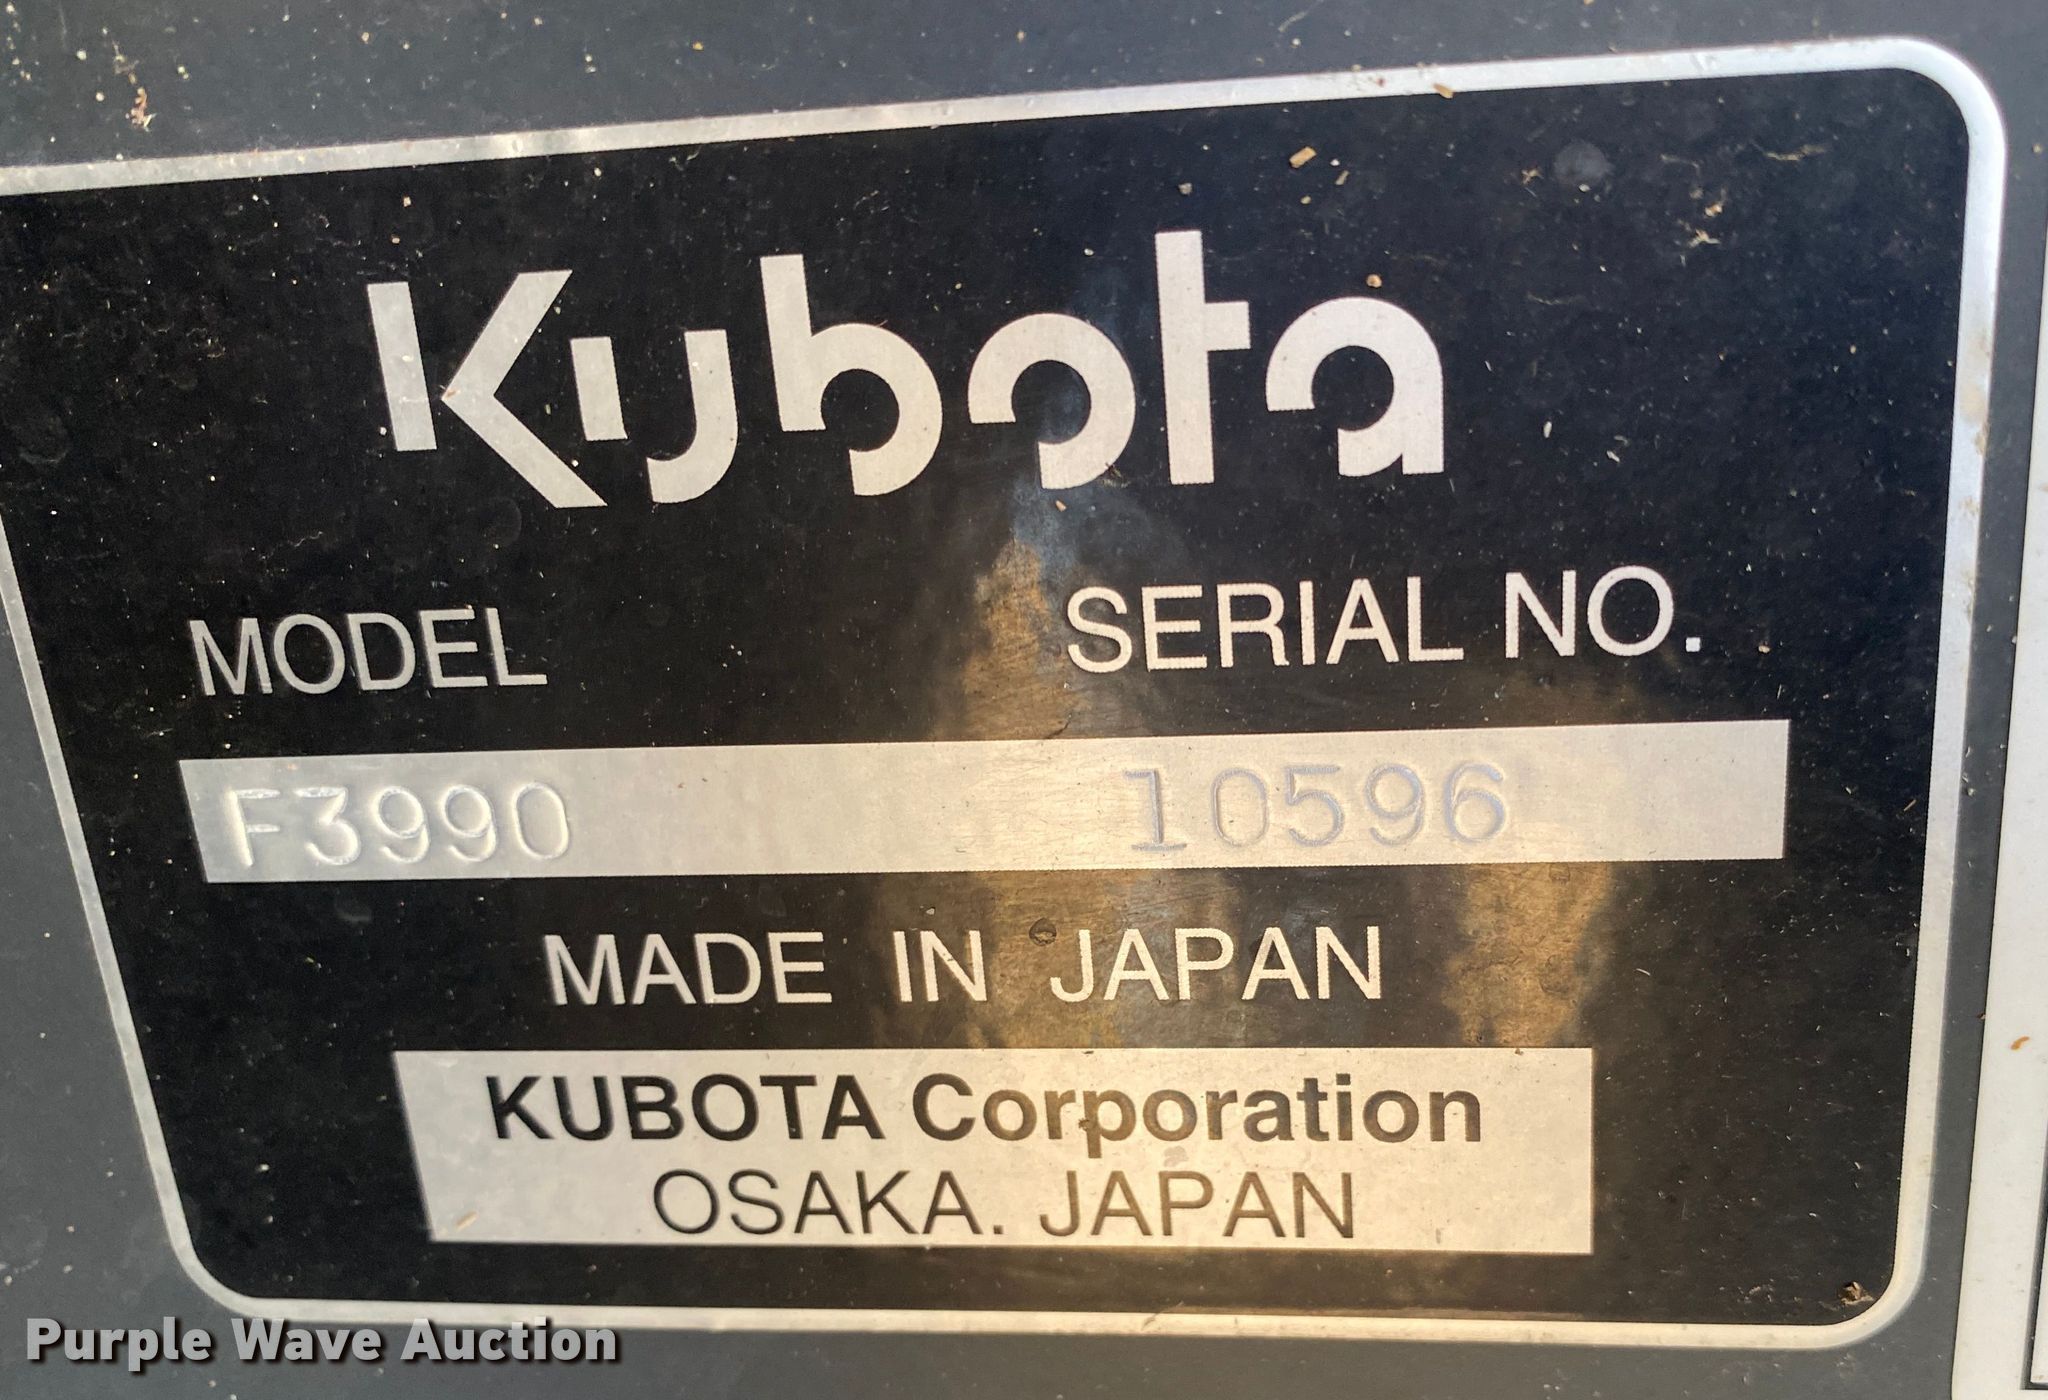 Kubota
MODEL SERIAL NO.
F3990 10596
MADE IN JAPAN
KUBOTA Corporation
OSAKA. JAPAN
Purple Wave Auction